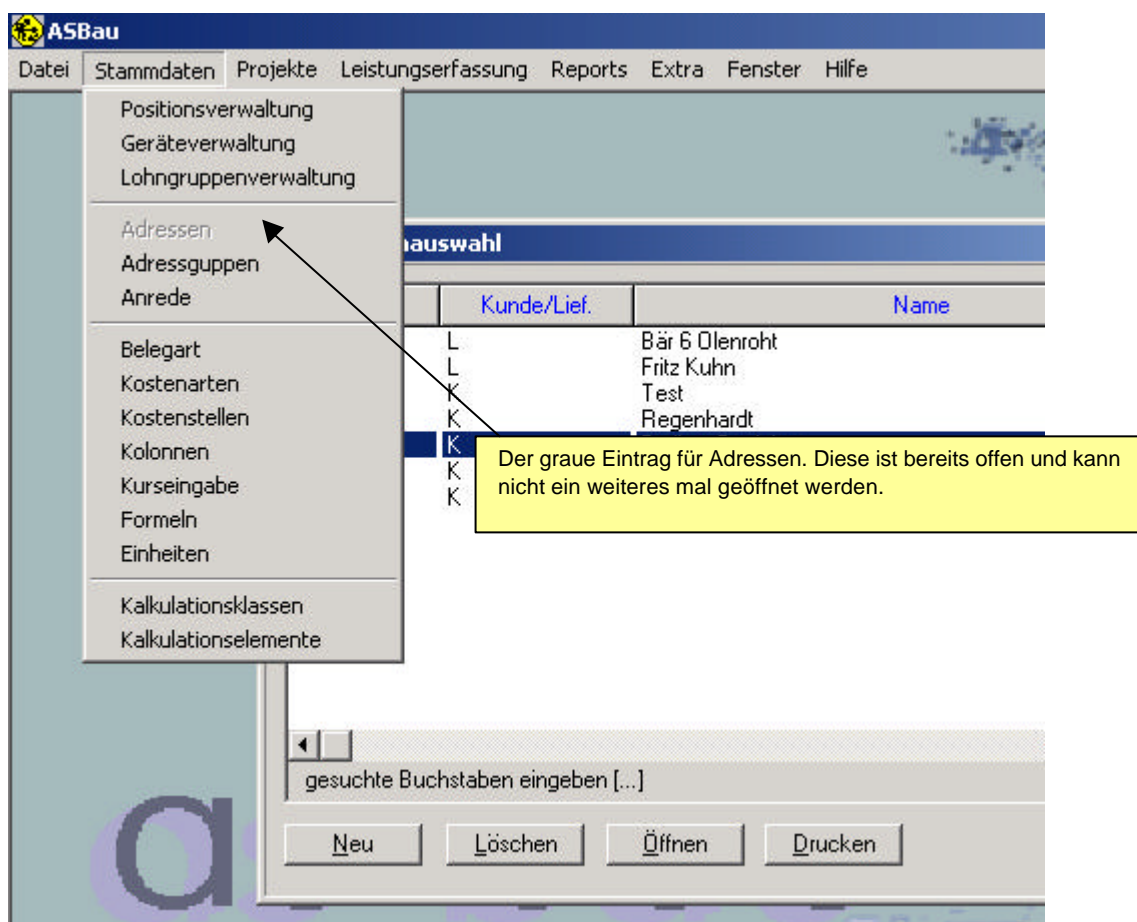 ASBau
Datei Stammdaten Projekte Leistungserfassung Reports Extra Fenster Hilfe
Positionsverwaltung
Geräteverwaltung
Lohngruppenverwaltung
Adressen
Adressguppen
Anrede
Belegart
Kostenarten
Kostenstellen
Kolonnen
Kurseingabe
Formeln
Einheiten
Kalkulationsklassen
Kalkulationselemente
nauswahl
Kunde/Lief. Name
L Bär 6 Olenroht
L Fritz Kuhn
K Test
K Regenhardt
K
K
K
Der graue Eintrag für Adressen. Diese ist bereits offen und kann
nicht ein weiteres mal geöffnet werden.
gesuchte Buchstaben eingeben [...]
Neu Löschen Öffnen Drucken